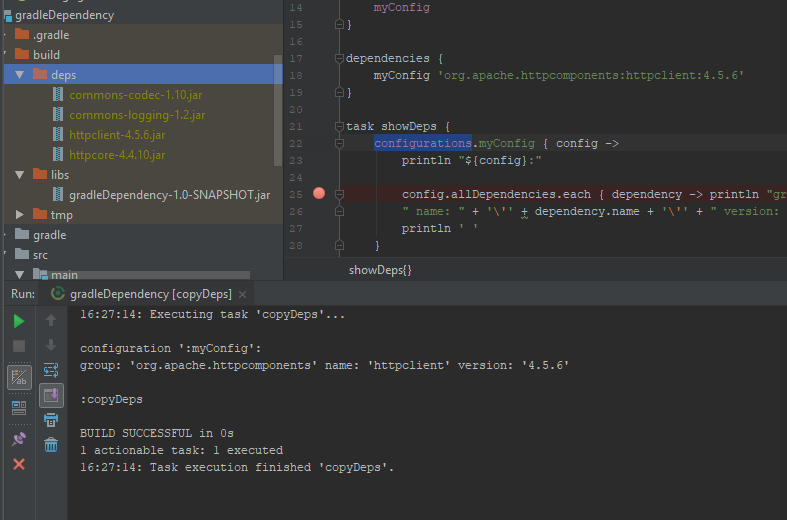 gradleDependency
.gradle
build
deps
commons-codec-1.10.jar
commons-logging-1.2.jar
httpclient-4.5.6.jar
httpcore-4.4.10.jar
libs
gradleDependency-1.0-SNAPSHOT.jar
tmp
gradle
src
main
14 myConfig
15 }
16
17 dependencies {
18 myConfig 'org.apache.httpcomponents:httpclient:4.5.6'
19 }
20
21 task showDeps {
22 configurations.myConfig { config ->
23 println "${config}:"
24
25 config.allDependencies.each { dependency -> println "gr
26 " name: " + '\'' + dependency.name + '\'' + " version:
27 println ' '
28 }
showDeps{}
Run: gradleDependency [copyDeps] ×
16:27:14: Executing task 'copyDeps'...
configuration ':myConfig':
group: 'org.apache.httpcomponents' name: 'httpclient' version: '4.5.6'
:copyDeps
BUILD SUCCESSFUL in 0s
1 actionable task: 1 executed
16:27:14: Task execution finished 'copyDeps'.